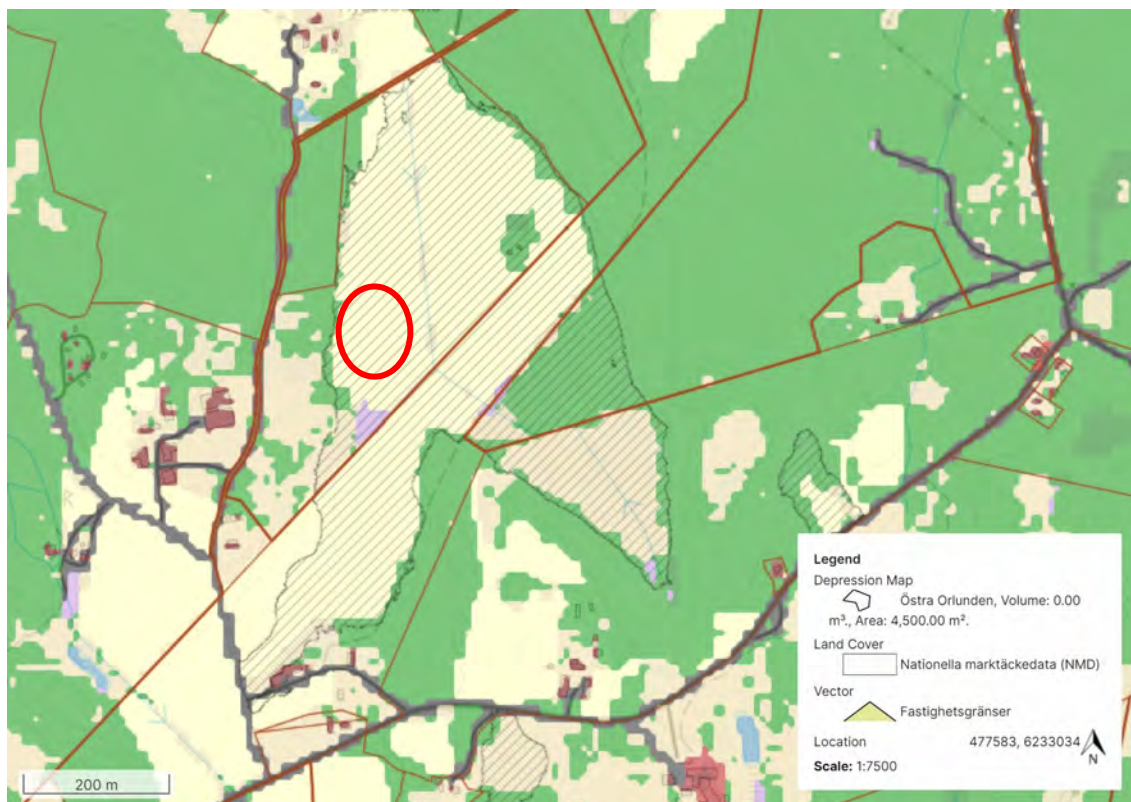 Legend
Depression Map
Östra Orlunden, Volume: 0.00
m³., Area: 4,500.00 m².
Land Cover
Nationella marktäckedata (NMD)
Vector
Fastighetsgränser
Location 477583, 6233034
Scale: 1:7500
N
200 m